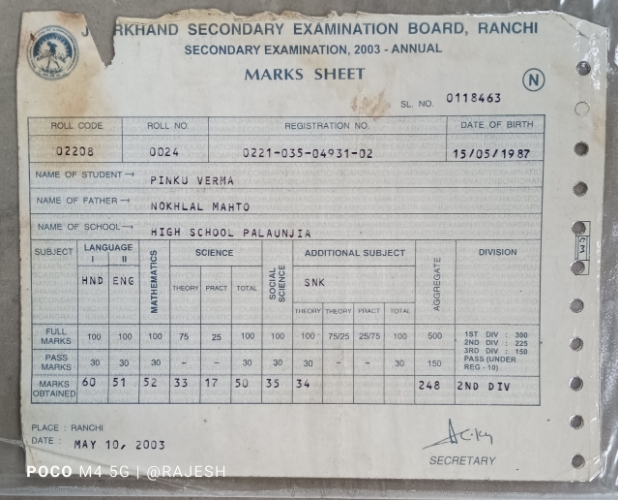 RKHAND SECONDARY EXAMINATION BOARD, RANCHI
SECONDARY EXAMINATION, 2003 - ANNUAL
MARKS SHEET
N
SL. NO. 0118463
ROLL CODE ROLL NO. REGISTRATION NO. DATE OF BIRTH
02208 0024 0221-035-04931-02 15/05/1987
NAME OF STUDENT → PINKU VERMA
NAME OF FATHER → NOKHLAL MAHTO
NAME OF SCHOOL → HIGH SCHOOL PALAUNJIA
SUBJECT LANGUAGE MATHEMATICS SCIENCE SOCIAL SCIENCE ADDITIONAL SUBJECT AGGREGATE DIVISION
I II
HND ENG SNK
THEORY PRACT TOTAL
THEORY THEORY PRACT TOTAL
FULL MARKS 100 100 100 75 25 100 100 100 75/25 25/75 100 500
PASS MARKS 30 30 30 – – 30 30 30 – – 30 150
1ST DIV : 300
2ND DIV : 225
3RD DIV : 150
PASS (UNDER
REG - 10)
MARKS OBTAINED 60 51 52 33 17 50 35 34 248 2ND DIV
PLACE : RANCHI
DATE : MAY 10, 2003
SECRETARY
POCO M4 5G | @RAJESH